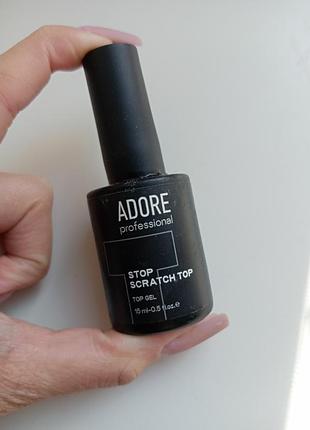 ADORE
professional
STOP
SCRATCH TOP
TOP GEL
15 ml-0.5 fl.oz.e